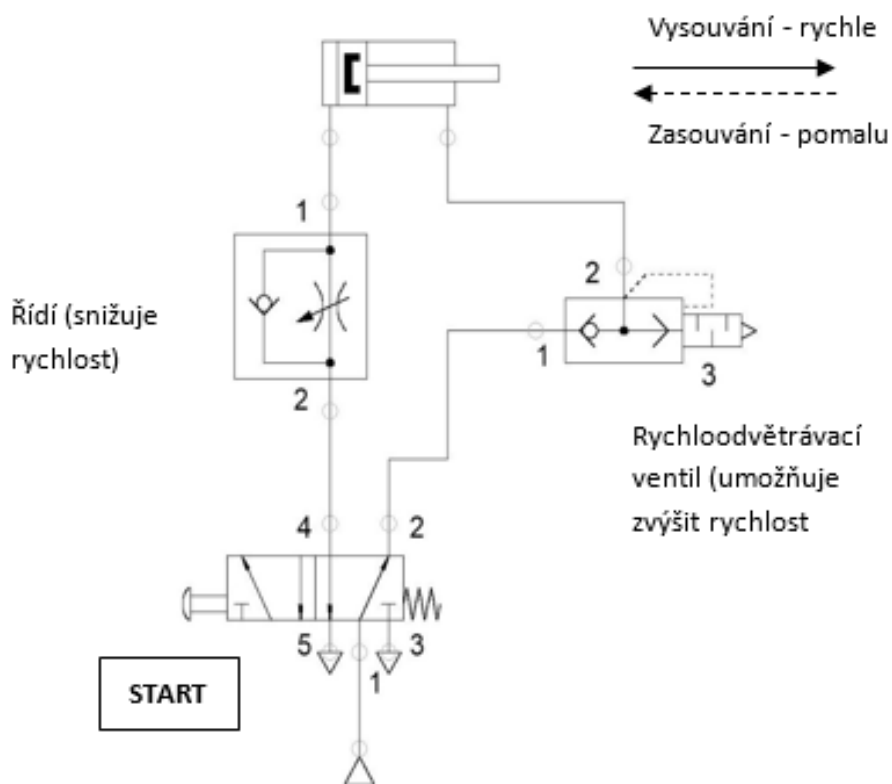 Vysouvání - rychle
Zasouvání - pomalu
1
Řídí (snižuje
rychlost)
2
2
1
3
Rychloodvětrávací
ventil (umožňuje
zvýšit rychlost
4
2
5
3
1
START